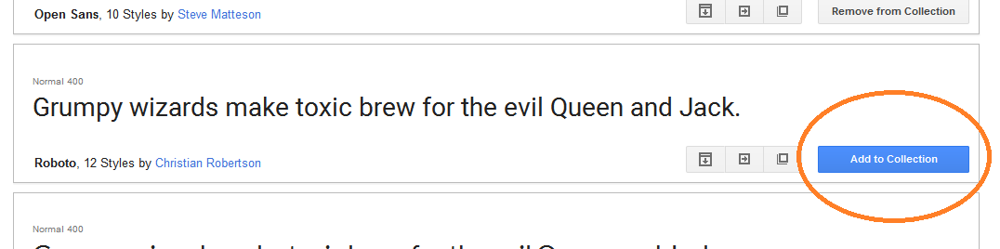 Open Sans, 10 Styles by Steve Matteson
Remove from Collection
Normal 400
Grumpy wizards make toxic brew for the evil Queen and Jack.
Roboto, 12 Styles by Christian Robertson
Add to Collection
Normal 400